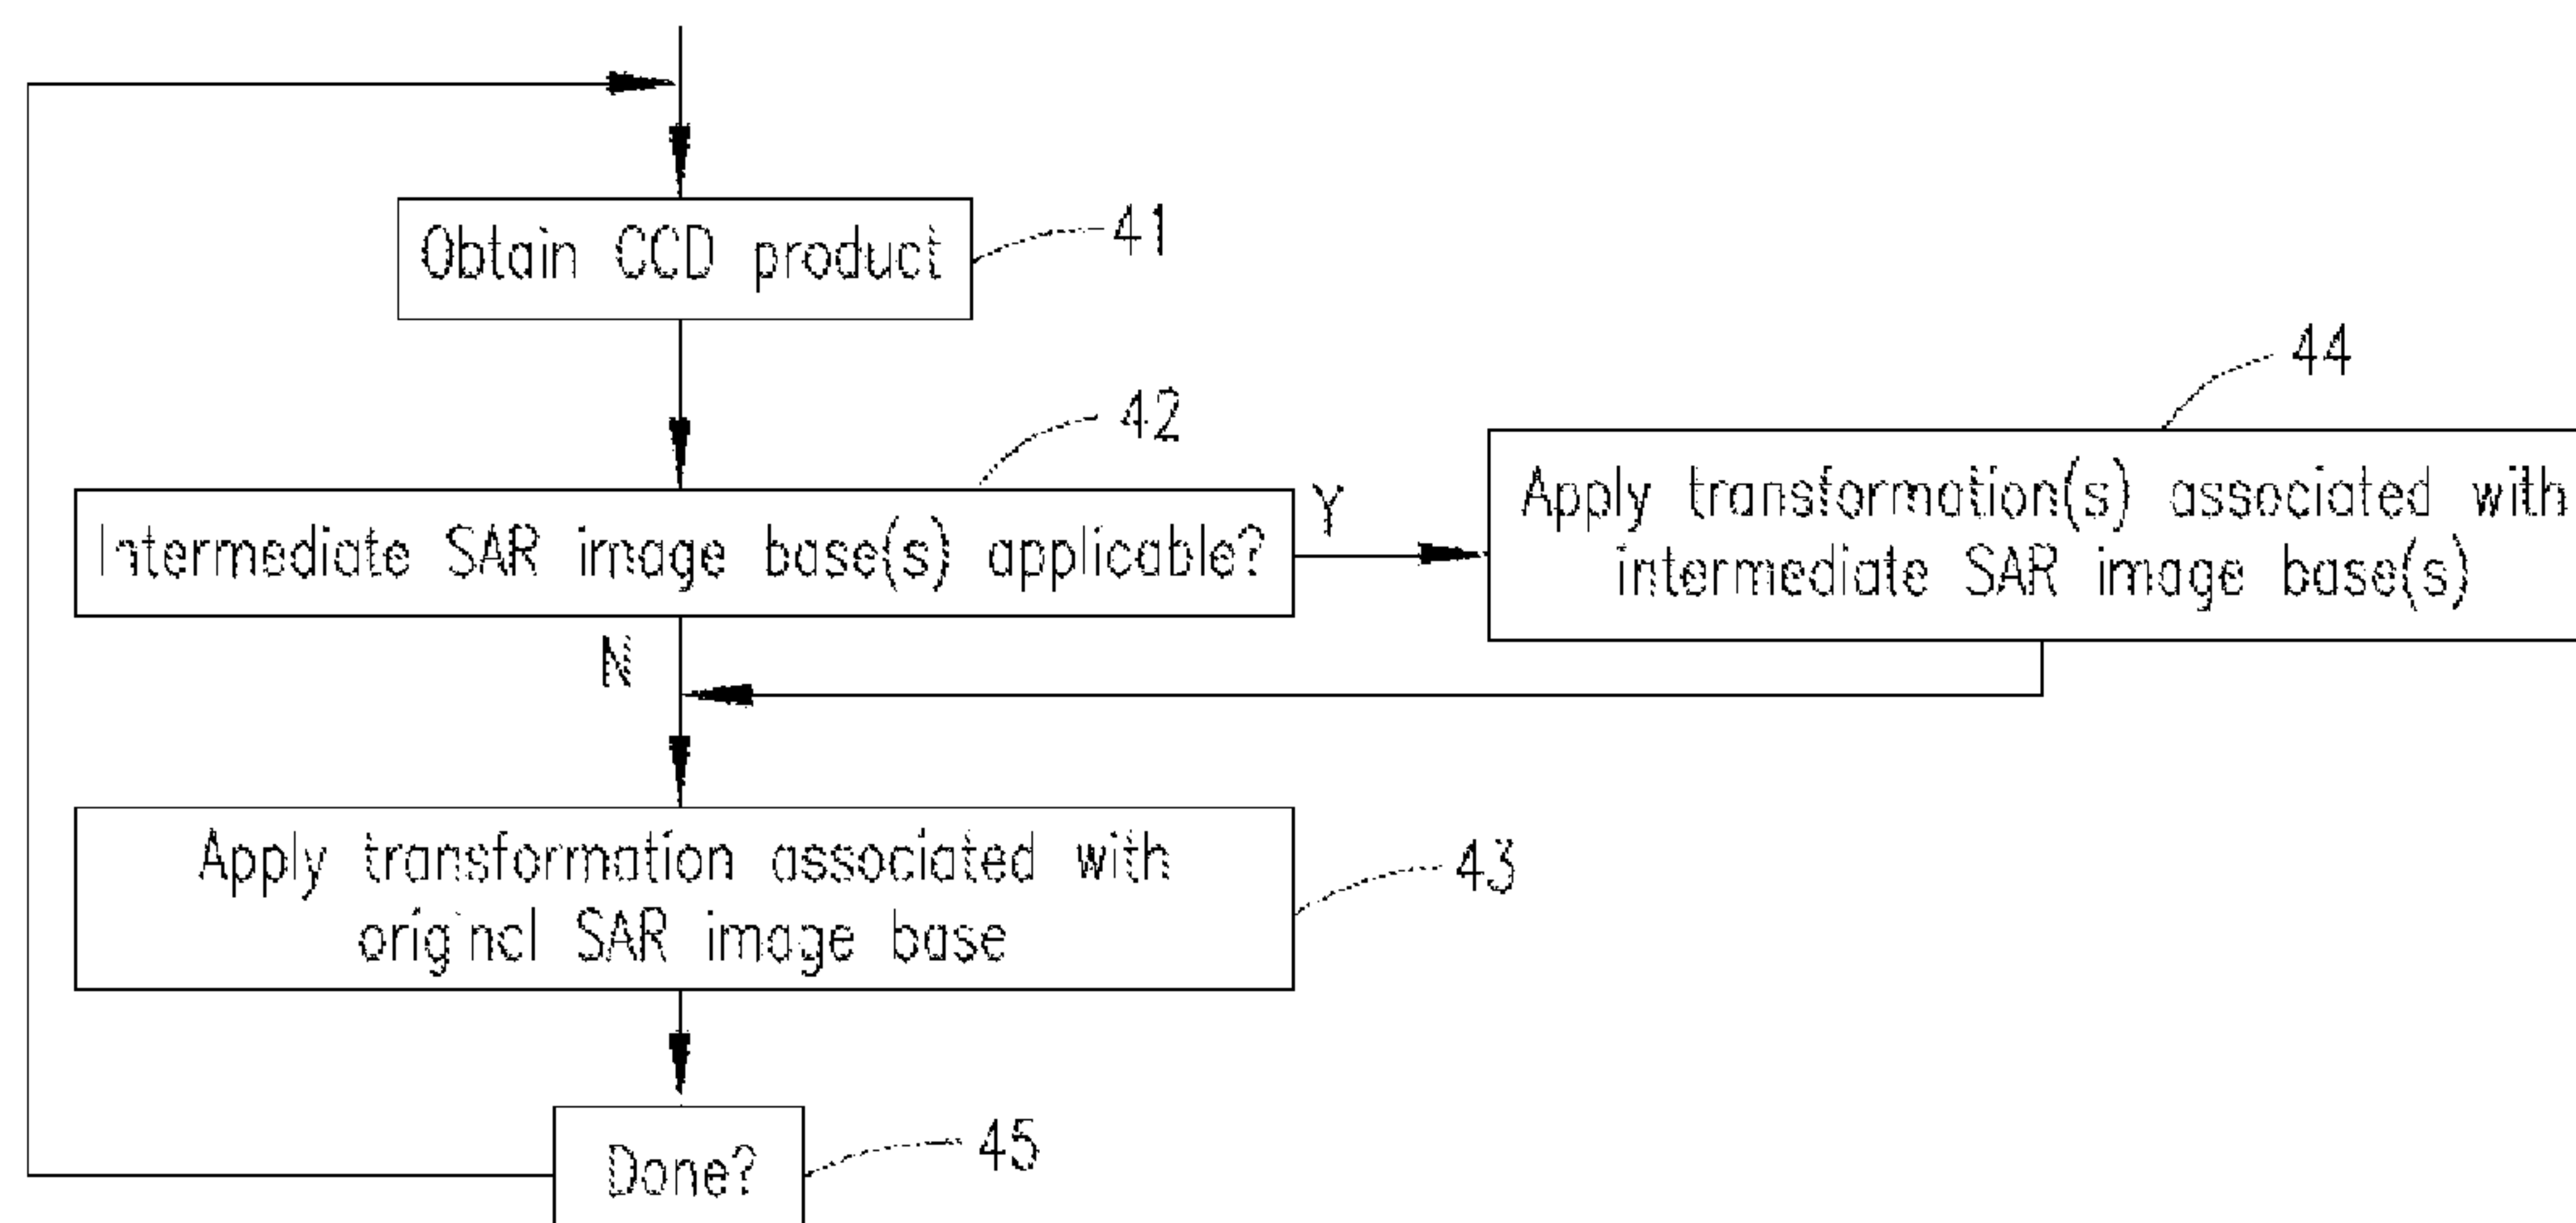 Obtain CCD product
41
42
44
Intermediate SAR image base(s) applicable?
Y
Apply transformation(s) associated with
intermediate SAR image base(s)
N
Apply transformation associated with
original SAR image base
43
Done?
45